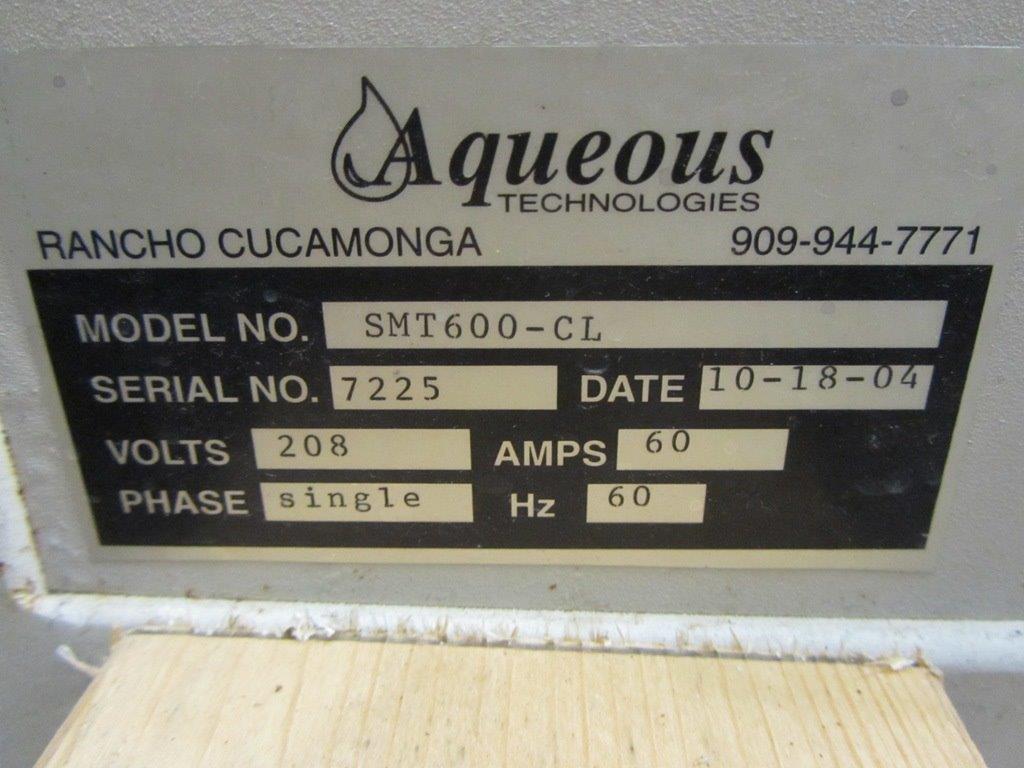 Aqueous
TECHNOLOGIES
RANCHO CUCAMONGA 909-944-7771
MODEL NO. SMT600-CL
SERIAL NO. 7225 DATE 10-18-04
VOLTS 208 AMPS 60
PHASE single Hz 60